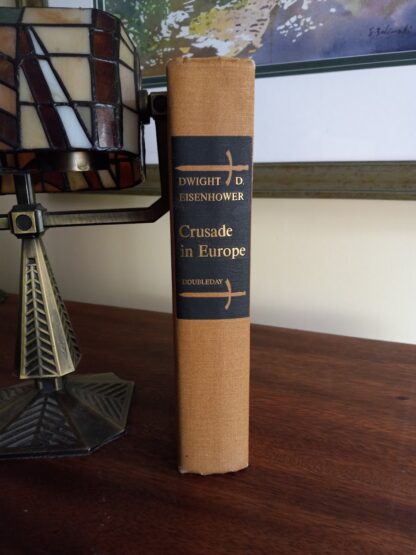 DWIGHT D.
EISENHOWER
Crusade
in Europe
DOUBLEDAY